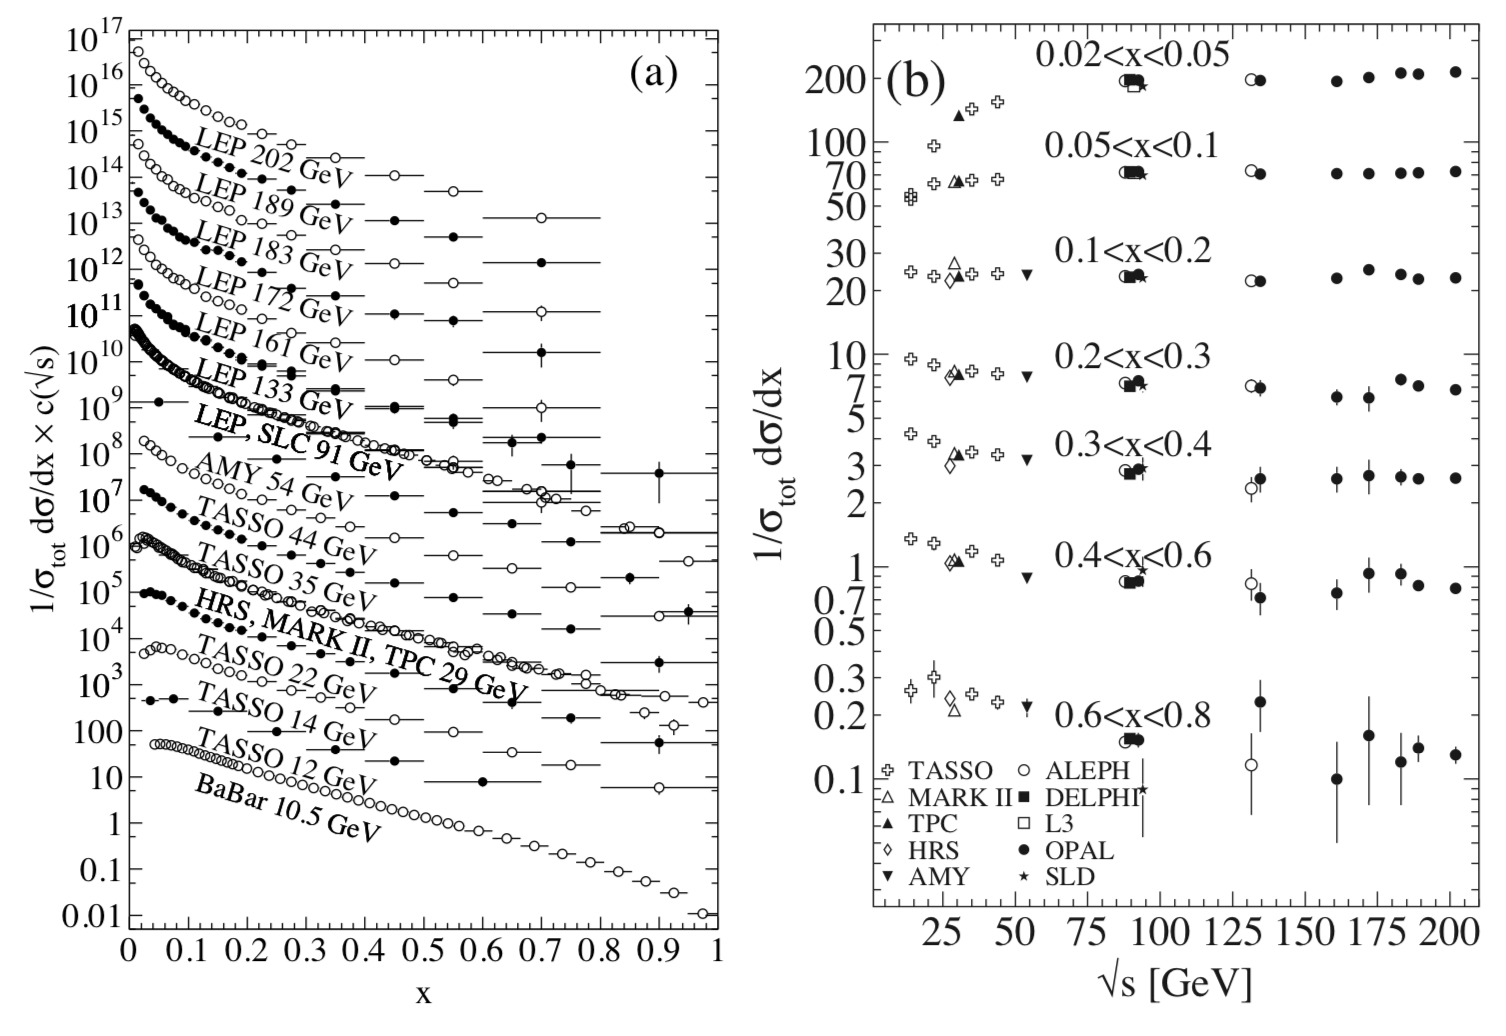 (a)
1/σtot dσ/dx × c(√s)
10^17
10^16
10^15
10^14
10^13
10^12
10^11
10^10
10^9
10^8
10^7
10^6
10^5
10^4
10^3
100
10
1
0.1
0.01
LEP 202 GeV
LEP 189 GeV
LEP 183 GeV
LEP 172 GeV
LEP 161 GeV
LEP 133 GeV
LEP, SLC 91 GeV
AMY 54 GeV
TASSO 44 GeV
TASSO 35 GeV
HRS, MARK II, TPC 29 GeV
TASSO 22 GeV
TASSO 14 GeV
TASSO 12 GeV
BaBar 10.5 GeV
0 0.1 0.2 0.3 0.4 0.5 0.6 0.7 0.8 0.9 1
x
(b)
1/σtot dσ/dx
200
100
70
50
30
20
10
7
5
3
2
1
0.7
0.5
0.3
0.2
0.1
0.02<x<0.05
0.05<x<0.1
0.1<x<0.2
0.2<x<0.3
0.3<x<0.4
0.4<x<0.6
0.6<x<0.8
TASSO
MARK II
TPC
HRS
AMY
ALEPH
DELPHI
L3
OPAL
SLD
25 50 75 100 125 150 175 200
√s [GeV]